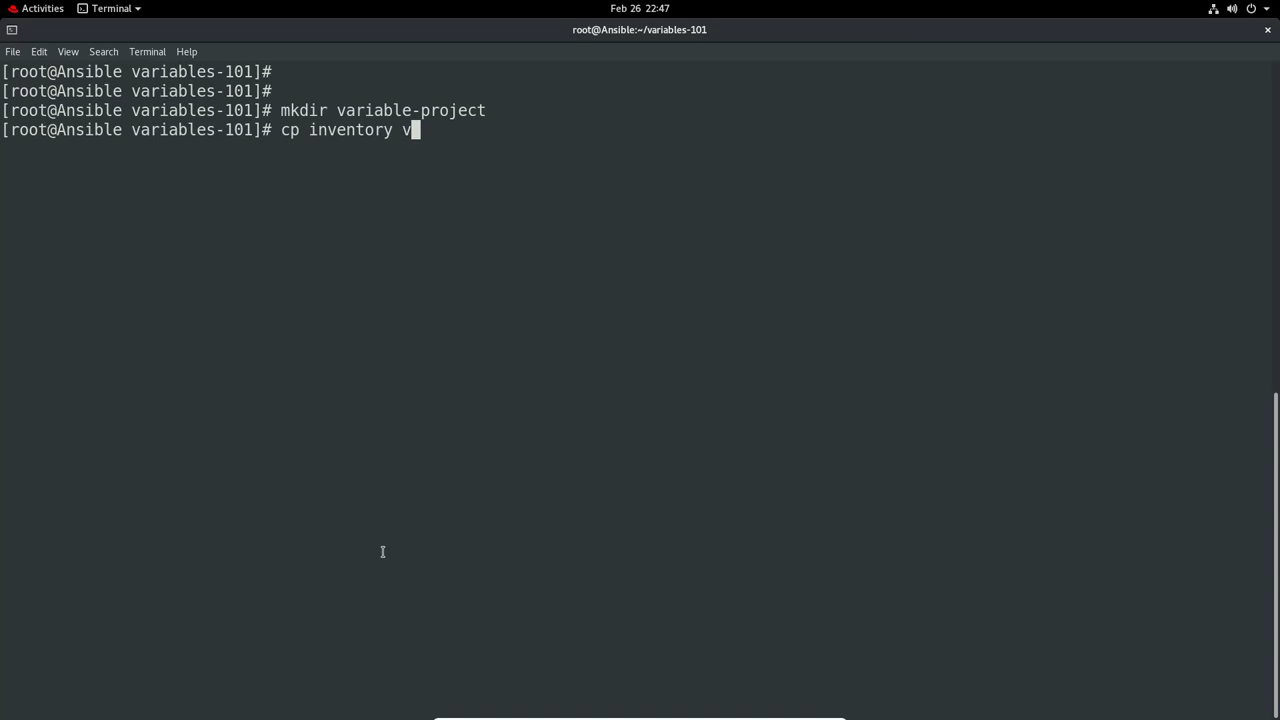 Activities Terminal Feb 26 22:47
root@Ansible:~/variables-101 ×
File Edit View Search Terminal Help
[root@Ansible variables-101]#
[root@Ansible variables-101]#
[root@Ansible variables-101]# mkdir variable-project
[root@Ansible variables-101]# cp inventory v